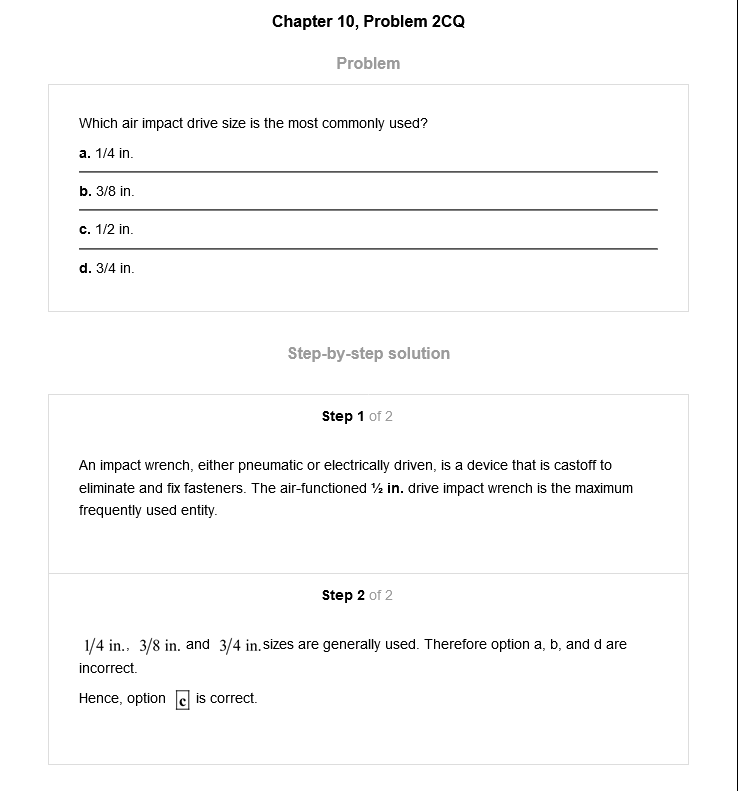 Chapter 10, Problem 2CQ
Problem
Which air impact drive size is the most commonly used?
a. 1/4 in.
b. 3/8 in.
c. 1/2 in.
d. 3/4 in.
Step-by-step solution
Step 1 of 2
An impact wrench, either pneumatic or electrically driven, is a device that is castoff to
eliminate and fix fasteners. The air-functioned ½ in. drive impact wrench is the maximum
frequently used entity.
Step 2 of 2
1/4 in., 3/8 in. and 3/4 in. sizes are generally used. Therefore option a, b, and d are
incorrect.
Hence, option c is correct.